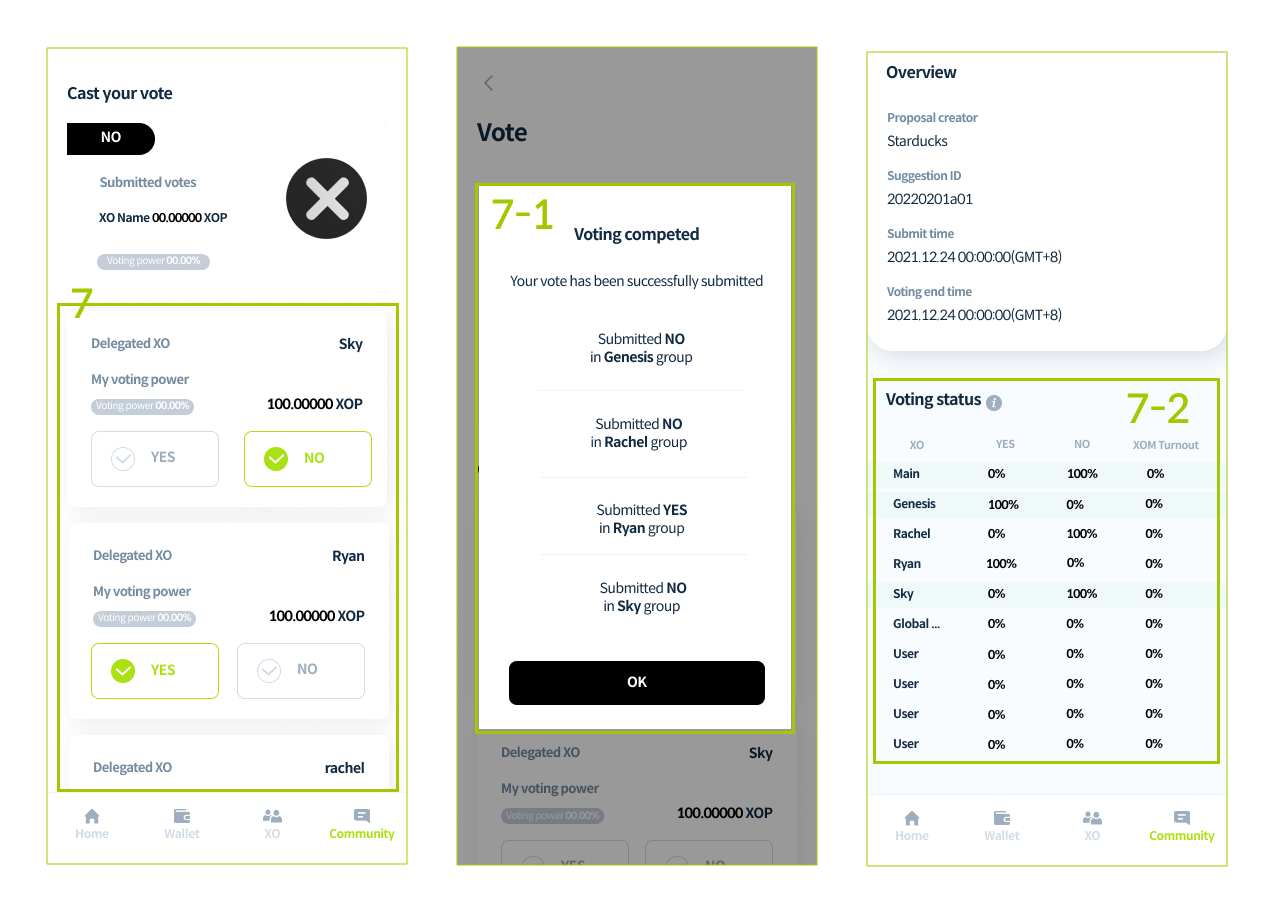 Cast your vote
NO
Submitted votes
XO Name 00.00000 XOP
Voting power 00.00%
7
Delegated XO Sky
My voting power
Voting power 00.00% 100.00000 XOP
YES NO
Delegated XO Ryan
My voting power
Voting power 00.00% 100.00000 XOP
YES NO
Delegated XO rachel
Home Wallet XO Community
Vote
7-1
Voting competed
Your vote has been successfully submitted
Submitted NO
in Genesis group
Submitted NO
in Rachel group
Submitted YES
in Ryan group
Submitted NO
in Sky group
OK
Delegated XO Sky
My voting power
Voting power 00.00% 100.00000 XOP
YES NO
Overview
Proposal creator
Starducks
Suggestion ID
20220201a01
Submit time
2021.12.24 00:00:00(GMT+8)
Voting end time
2021.12.24 00:00:00(GMT+8)
Voting status i 7-2
XO YES NO XOM Turnout
Main 0% 100% 0%
Genesis 100% 0% 0%
Rachel 0% 100% 0%
Ryan 100% 0% 0%
Sky 0% 100% 0%
Global ... 0% 0% 0%
User 0% 0% 0%
User 0% 0% 0%
User 0% 0% 0%
User 0% 0% 0%
Home Wallet XO Community